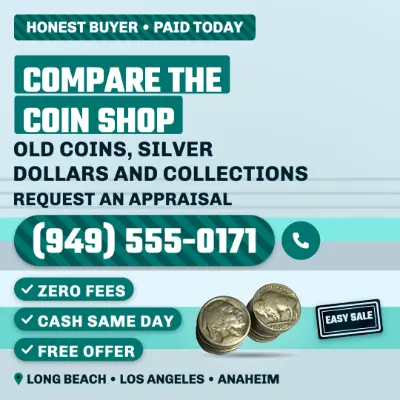 HONEST BUYER • PAID TODAY
COMPARE THE
COIN SHOP
OLD COINS, SILVER
DOLLARS AND COLLECTIONS
REQUEST AN APPRAISAL
(949) 555-0171
ZERO FEES
CASH SAME DAY
FREE OFFER
EASY SALE
LONG BEACH • LOS ANGELES • ANAHEIM